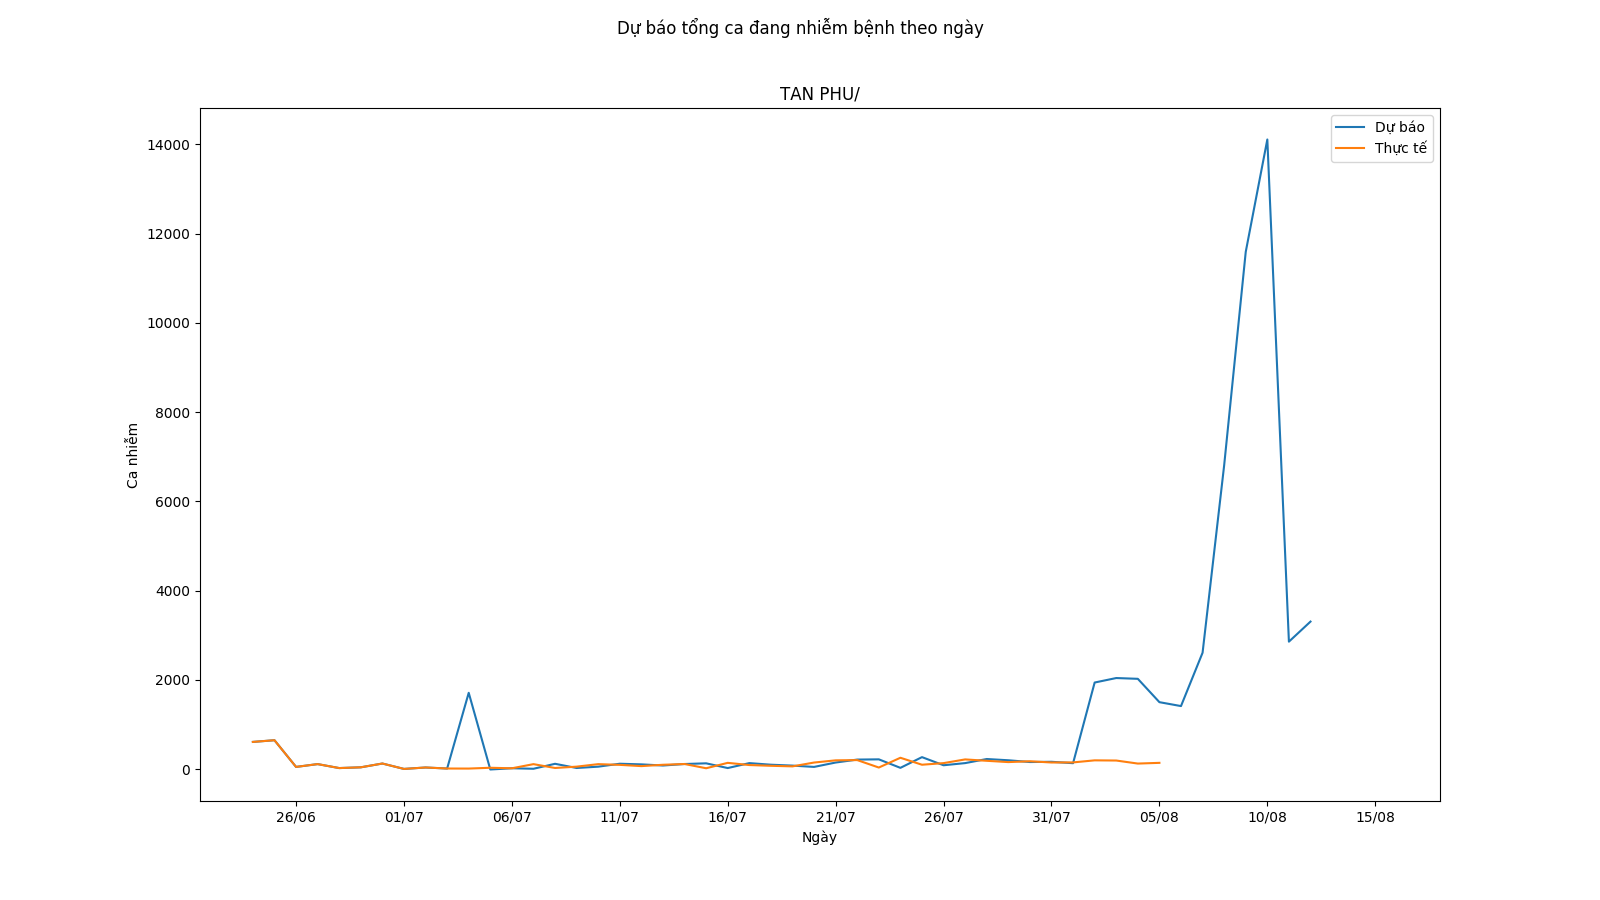 Dự báo tổng ca đang nhiễm bệnh theo ngày
TAN PHU/
Dự báo
Thực tế
14000
12000
10000
8000
6000
4000
2000
0
Ca nhiễm
26/06 01/07 06/07 11/07 16/07 21/07 26/07 31/07 05/08 10/08 15/08
Ngày